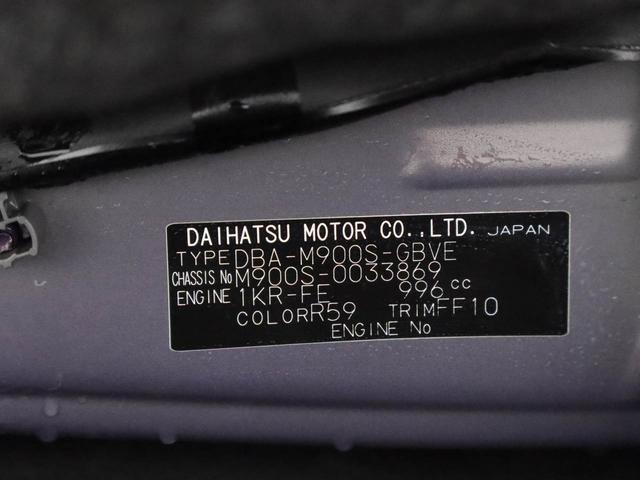 DAIHATSU MOTOR CO.,LTD. JAPAN
TYPE DBA-M900S-GBVE
CHASSIS No M900S-0033869
ENGINE 1KR-FE 996 cc
COLOR R59 TRIM FF10
ENGINE No